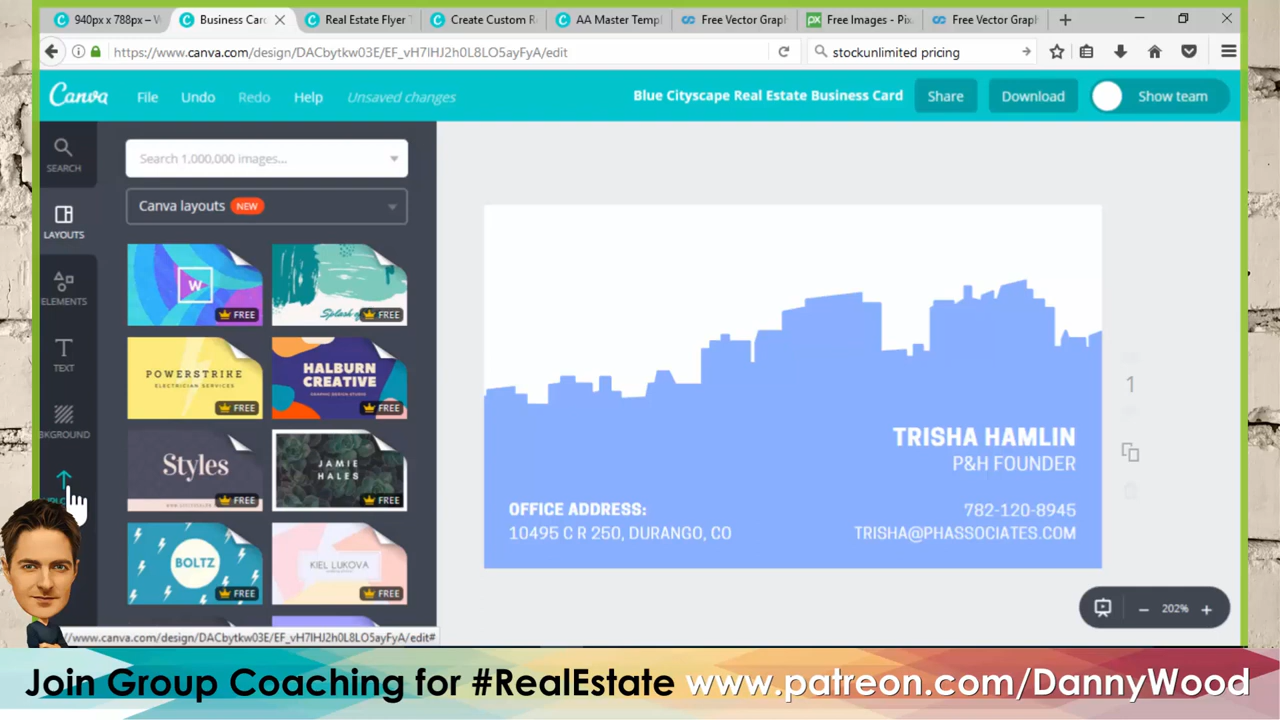 940px x 788px – \
Business Car
Real Estate Flyer T
Create Custom R
AA Master Templ
Free Vector Grap
Free Images - Pix
Free Vector Grap
https://www.canva.com/design/DACbytkw03E/EF_vH7IHJ2h0L8LO5ayFyA/edit
stockunlimited pricing
Canva
File
Undo
Redo
Help
Unsaved changes
Blue Cityscape Real Estate Business Card
Share
Download
Show team
SEARCH
LAYOUTS
ELEMENTS
TEXT
BKGROUND
Search 1,000,000 images...
Canva layouts NEW
W
FREE
Splash of
FREE
POWERSTRIKE
ELECTRICIAN SERVICES
FREE
HALBURN
CREATIVE
FREE
Styles
FREE
JAMIE
HALES
FREE
BOLTZ
FREE
KIEL LUKOVA
FREE
TRISHA HAMLIN
P&H FOUNDER
OFFICE ADDRESS:
10495 C R 250, DURANGO, CO
782-120-8945
TRISHA@PHASSOCIATES.COM
1
202%
//www.canva.com/design/DACbytkw03E/EF_vH7IHJ2h0L8LO5ayFyA/edit#
Join Group Coaching for #RealEstate www.patreon.com/DannyWood